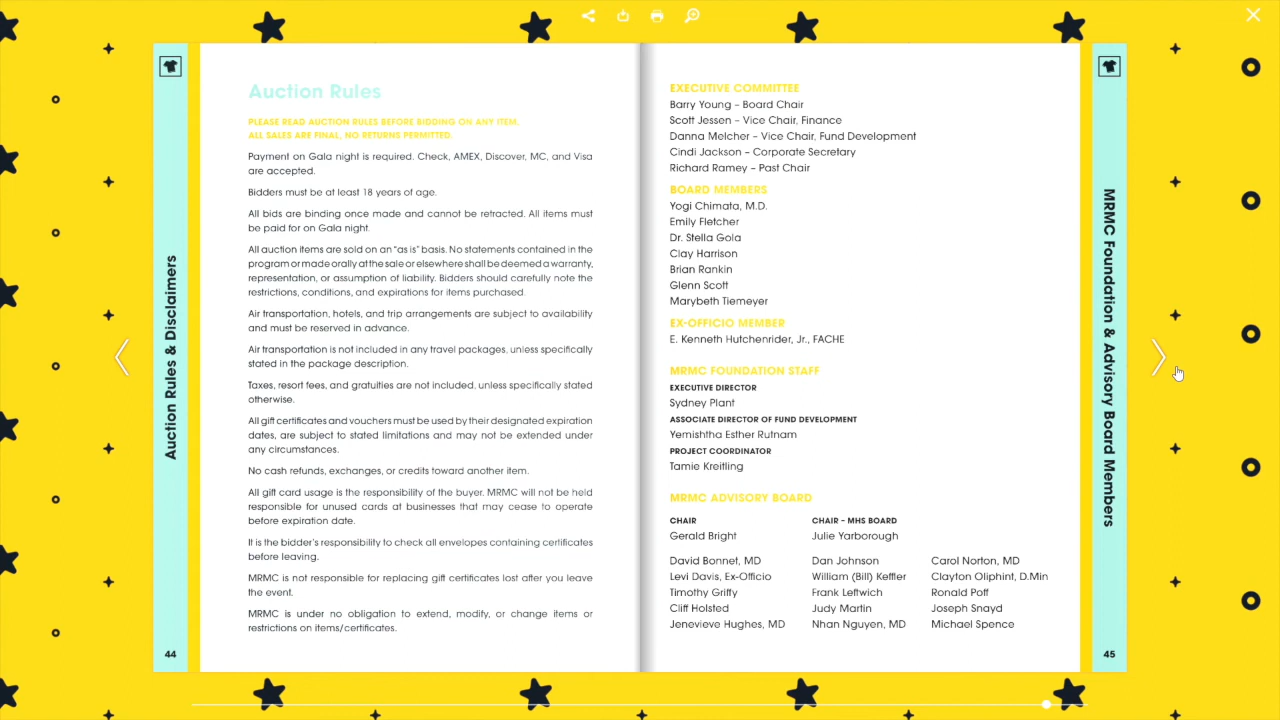 Auction Rules & Disclaimers
44
Auction Rules
PLEASE READ AUCTION RULES BEFORE BIDDING ON ANY ITEM.
ALL SALES ARE FINAL, NO RETURNS PERMITTED.
Payment on Gala night is required. Check, AMEX, Discover, MC, and Visa
are accepted.
Bidders must be at least 18 years of age.
All bids are binding once made and cannot be retracted. All items must
be paid for on Gala night.
All auction items are sold on an “as is” basis. No statements contained in the
program or made orally at the sale or elsewhere shall be deemed a warranty,
representation, or assumption of liability. Bidders should carefully note the
restrictions, conditions, and expirations for items purchased.
Air transportation, hotels, and trip arrangements are subject to availability
and must be reserved in advance.
Air transportation is not included in any travel packages, unless specifically
stated in the package description.
Taxes, resort fees, and gratuities are not included, unless specifically stated
otherwise.
All gift certificates and vouchers must be used by their designated expiration
dates, are subject to stated limitations and may not be extended under
any circumstances.
No cash refunds, exchanges, or credits toward another item.
All gift card usage is the responsibility of the buyer. MRMC will not be held
responsible for unused cards at businesses that may cease to operate
before expiration date.
It is the bidder’s responsibility to check all envelopes containing certificates
before leaving.
MRMC is not responsible for replacing gift certificates lost after you leave
the event.
MRMC is under no obligation to extend, modify, or change items or
restrictions on items/certificates.
EXECUTIVE COMMITTEE
Barry Young – Board Chair
Scott Jessen – Vice Chair, Finance
Danna Melcher – Vice Chair, Fund Development
Cindi Jackson – Corporate Secretary
Richard Ramey – Past Chair
BOARD MEMBERS
Yogi Chimata, M.D.
Emily Fletcher
Dr. Stella Goia
Clay Harrison
Brian Rankin
Glenn Scott
Marybeth Tiemeyer
EX-OFFICIO MEMBER
E. Kenneth Hutchenrider, Jr., FACHE
MRMC FOUNDATION STAFF
EXECUTIVE DIRECTOR
Sydney Plant
ASSOCIATE DIRECTOR OF FUND DEVELOPMENT
Yemishtha Esther Rutnam
PROJECT COORDINATOR
Tamie Kreitling
MRMC ADVISORY BOARD
CHAIR CHAIR – MHS BOARD
Gerald Bright Julie Yarborough
David Bonnet, MD Dan Johnson Carol Norton, MD
Levi Davis, Ex-Officio William (Bill) Keffler Clayton Oliphint, D.Min
Timothy Griffy Frank Leftwich Ronald Poff
Cliff Holsted Judy Martin Joseph Snayd
Jenevieve Hughes, MD Nhan Nguyen, MD Michael Spence
MRMC Foundation & Advisory Board Members
45